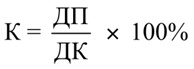 К = ДП / ДК × 100%